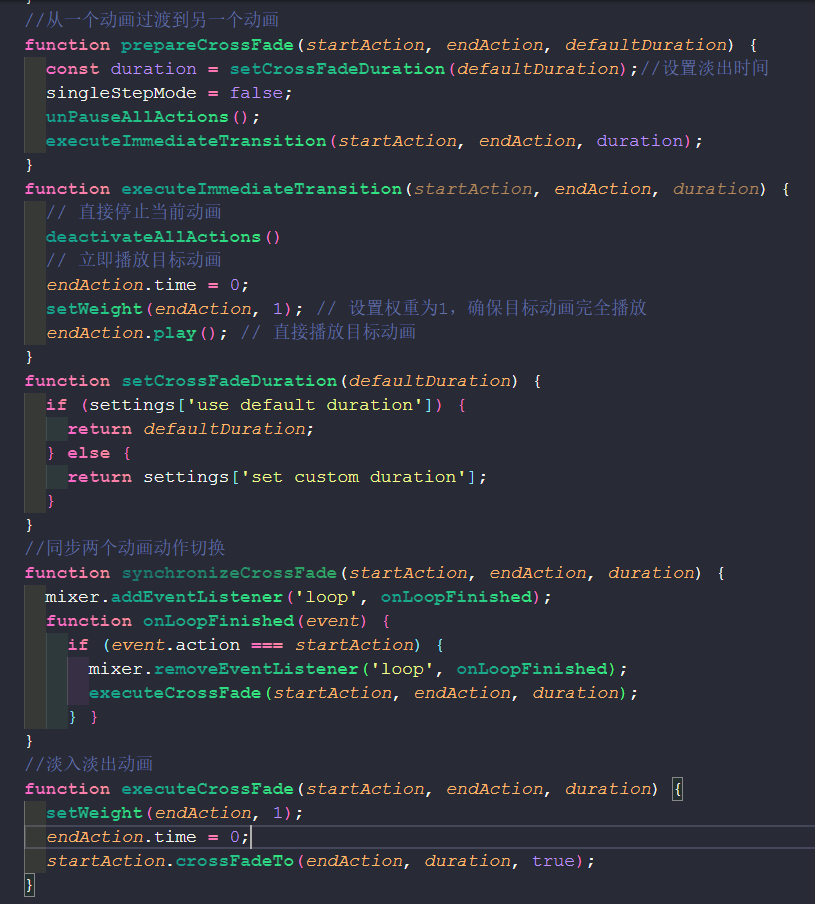 }
//从一个动画过渡到另一个动画
function prepareCrossFade(startAction, endAction, defaultDuration) {
  const duration = setCrossFadeDuration(defaultDuration);//设置淡出时间
  singleStepMode = false;
  unPauseAllActions();
  executeImmediateTransition(startAction, endAction, duration);
}
function executeImmediateTransition(startAction, endAction, duration) {
  // 直接停止当前动画
  deactivateAllActions()
  // 立即播放目标动画
  endAction.time = 0;
  setWeight(endAction, 1); // 设置权重为1，确保目标动画完全播放
  endAction.play(); // 直接播放目标动画
}
function setCrossFadeDuration(defaultDuration) {
  if (settings['use default duration']) {
    return defaultDuration;
  } else {
    return settings['set custom duration'];
  }
}
//同步两个动画动作切换
function synchronizeCrossFade(startAction, endAction, duration) {
  mixer.addEventListener('loop', onLoopFinished);
  function onLoopFinished(event) {
    if (event.action === startAction) {
      mixer.removeEventListener('loop', onLoopFinished);
      executeCrossFade(startAction, endAction, duration);
    } }
}
//淡入淡出动画
function executeCrossFade(startAction, endAction, duration) {
  setWeight(endAction, 1);
  endAction.time = 0;
  startAction.crossFadeTo(endAction, duration, true);
}